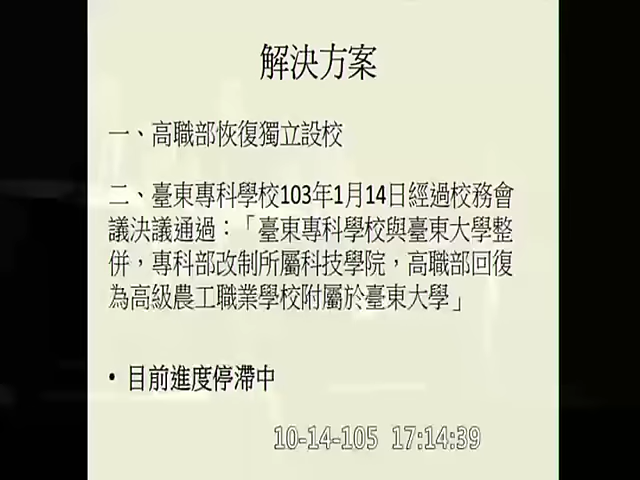 解決方案
一、高職部恢復獨立設校
二、臺東專科學校103年1月14日經過校務會
議決議通過：「臺東專科學校與臺東大學整
併，專科部改制所屬科技學院，高職部回復
為高級農工職業學校附屬於臺東大學」
• 目前進度停滯中
10-14-105 17:14:39